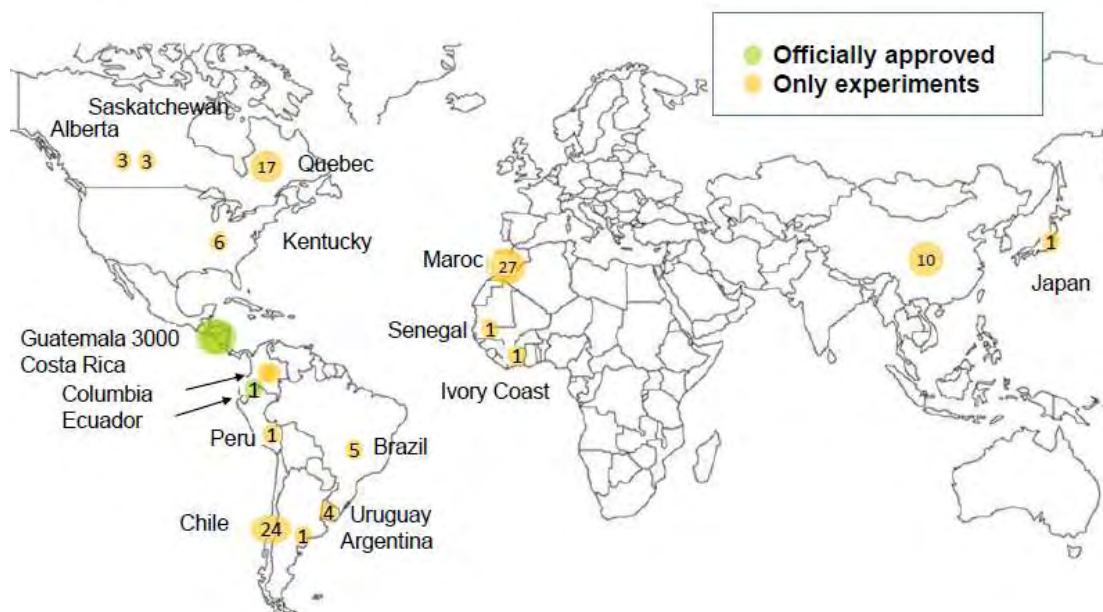 Officially approved
Only experiments
Saskatchewan
Alberta
3
3
17
Quebec
6
Kentucky
Maroc
27
10
1
Japan
Senegal
1
1
Ivory Coast
Guatemala 3000
Costa Rica
Columbia
Ecuador
1
Peru
1
5
Brazil
Chile
24
4
Uruguay
1
Argentina